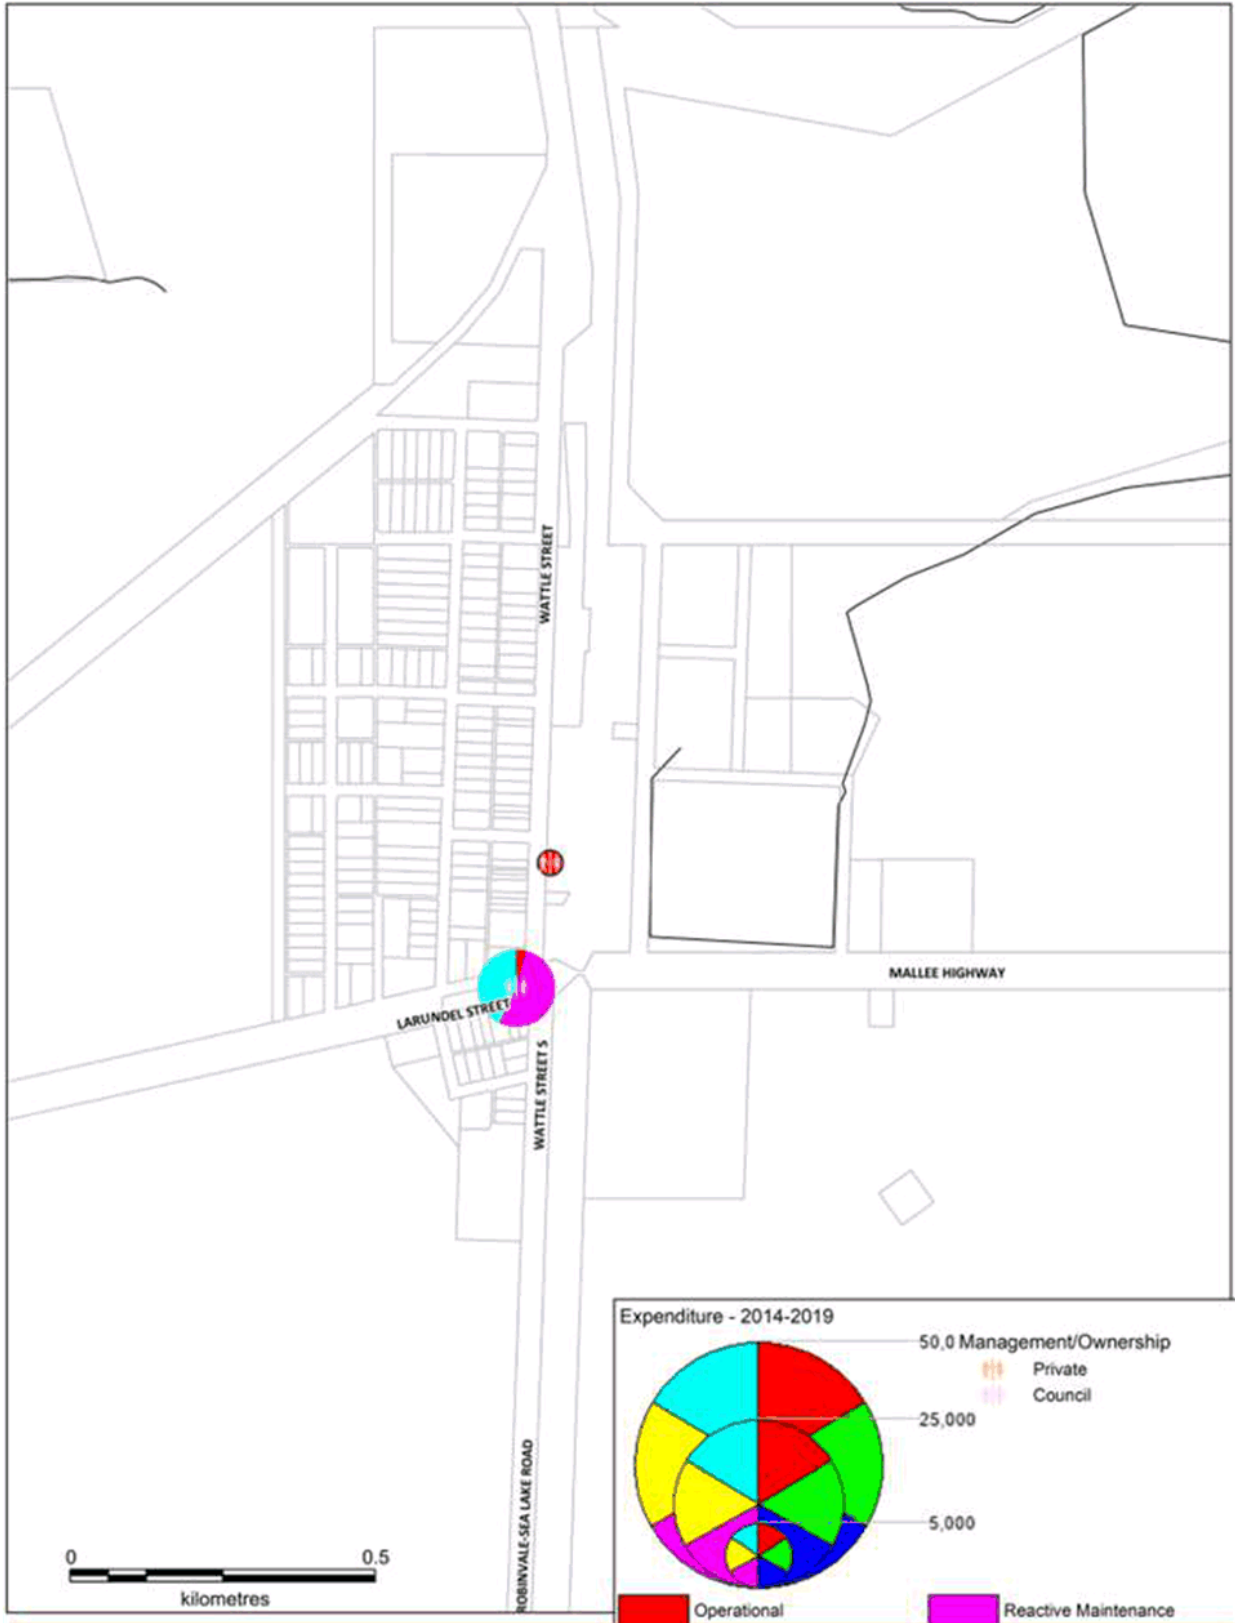 WATTLE STREET
MALLEE HIGHWAY
LARUNDEL STREET
WATTLE STREET S
ROBINVALE-SEA LAKE ROAD
Expenditure - 2014-2019
50,0 Management/Ownership
Private
Council
25,000
5,000
0 0.5
kilometres
Operational Reactive Maintenance